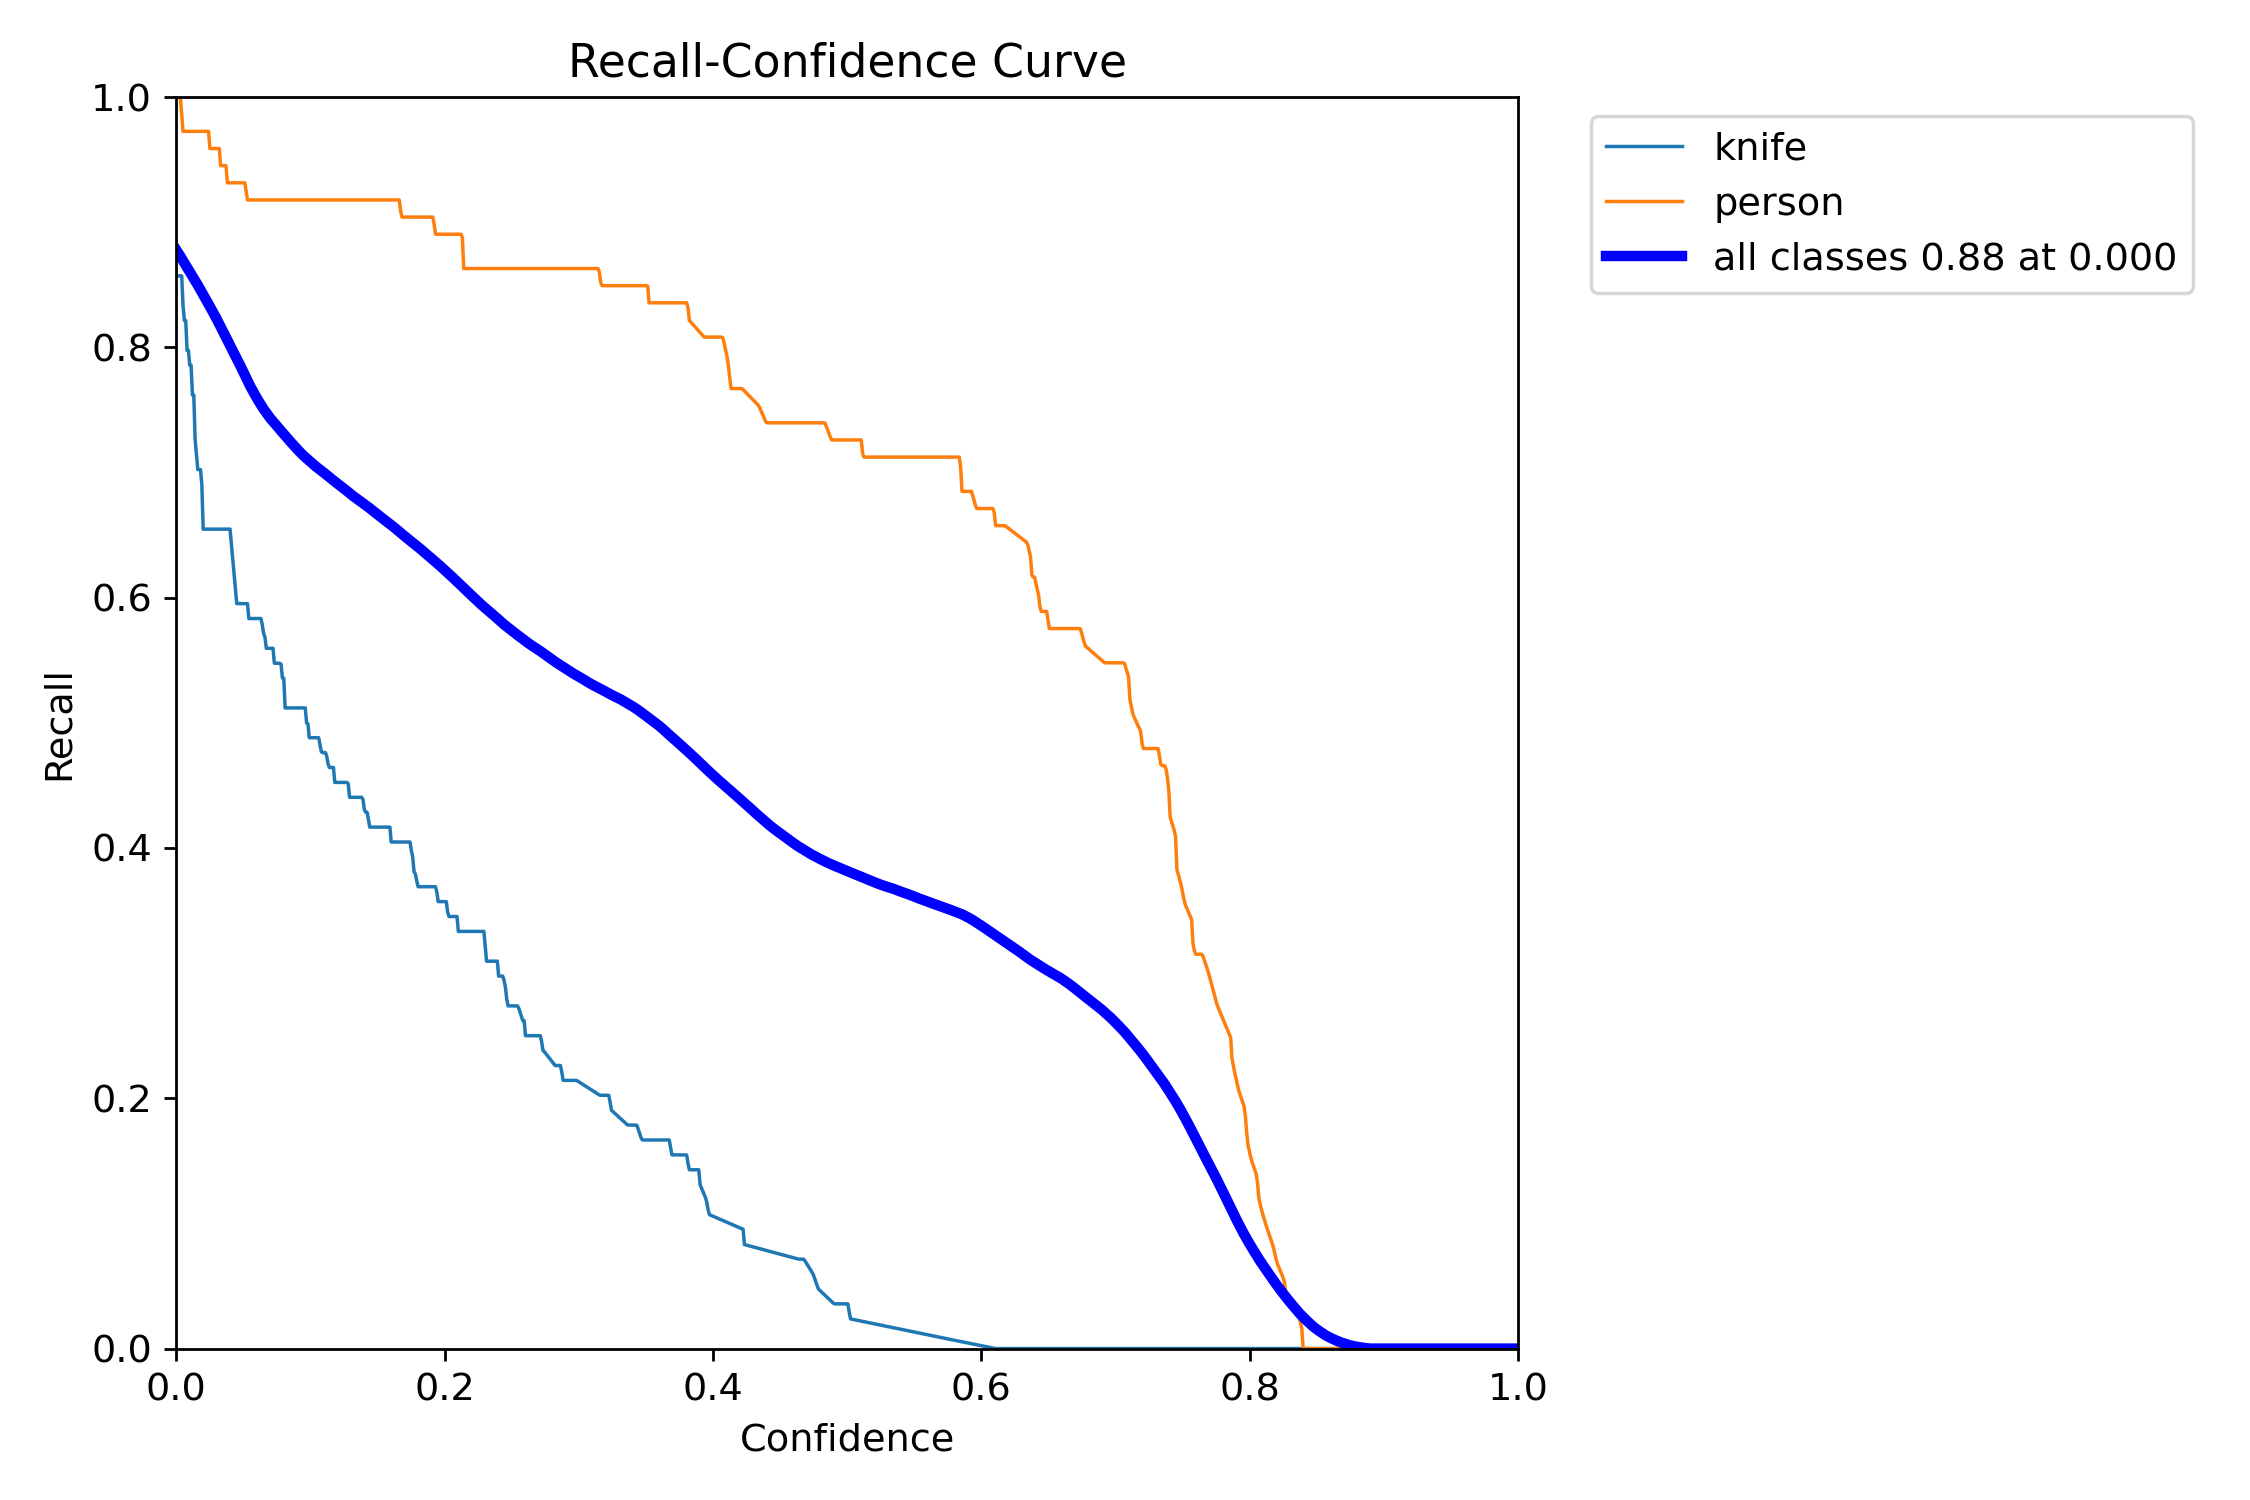 Recall-Confidence Curve
1.0
0.8
0.6
0.4
0.2
0.0
Recall
0.0 0.2 0.4 0.6 0.8 1.0
Confidence
knife
person
all classes 0.88 at 0.000